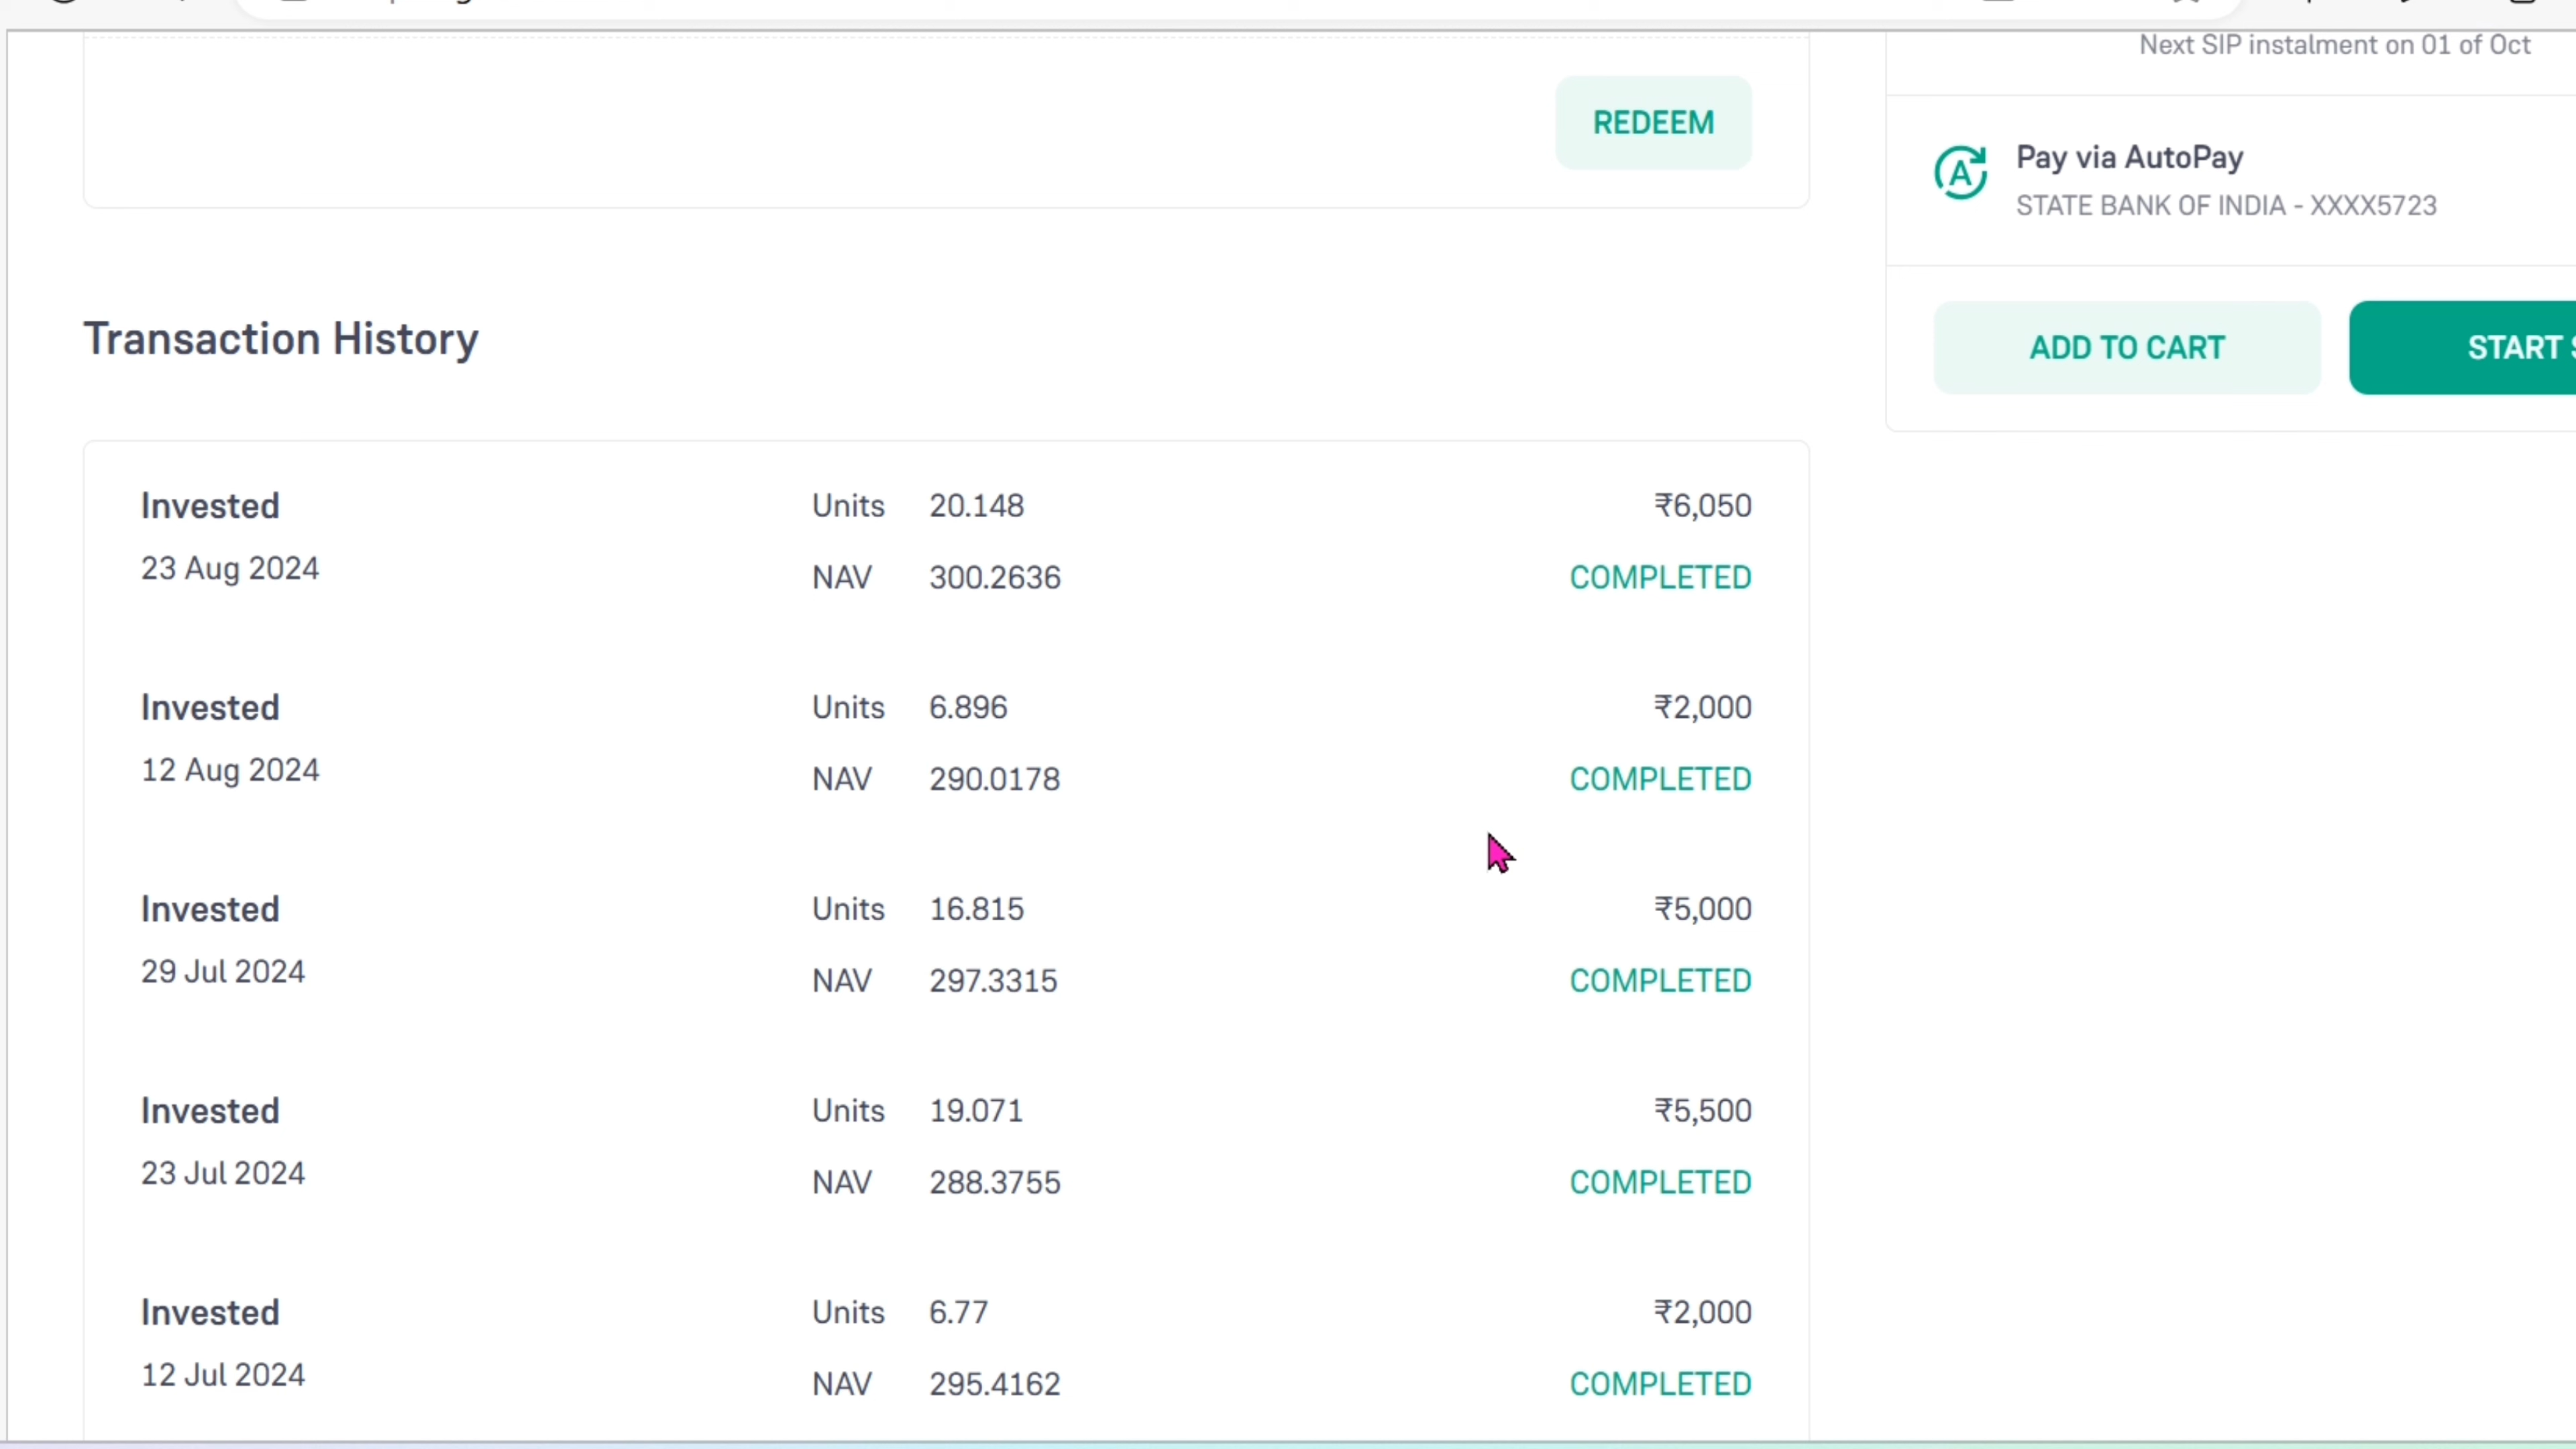 Next SIP instalment on 01 of Oct
REDEEM
Pay via AutoPay
STATE BANK OF INDIA - XXXX5723
ADD TO CART
START
Transaction History
Invested Units 20.148 ₹6,050
23 Aug 2024 NAV 300.2636 COMPLETED
Invested Units 6.896 ₹2,000
12 Aug 2024 NAV 290.0178 COMPLETED
Invested Units 16.815 ₹5,000
29 Jul 2024 NAV 297.3315 COMPLETED
Invested Units 19.071 ₹5,500
23 Jul 2024 NAV 288.3755 COMPLETED
Invested Units 6.77 ₹2,000
12 Jul 2024 NAV 295.4162 COMPLETED